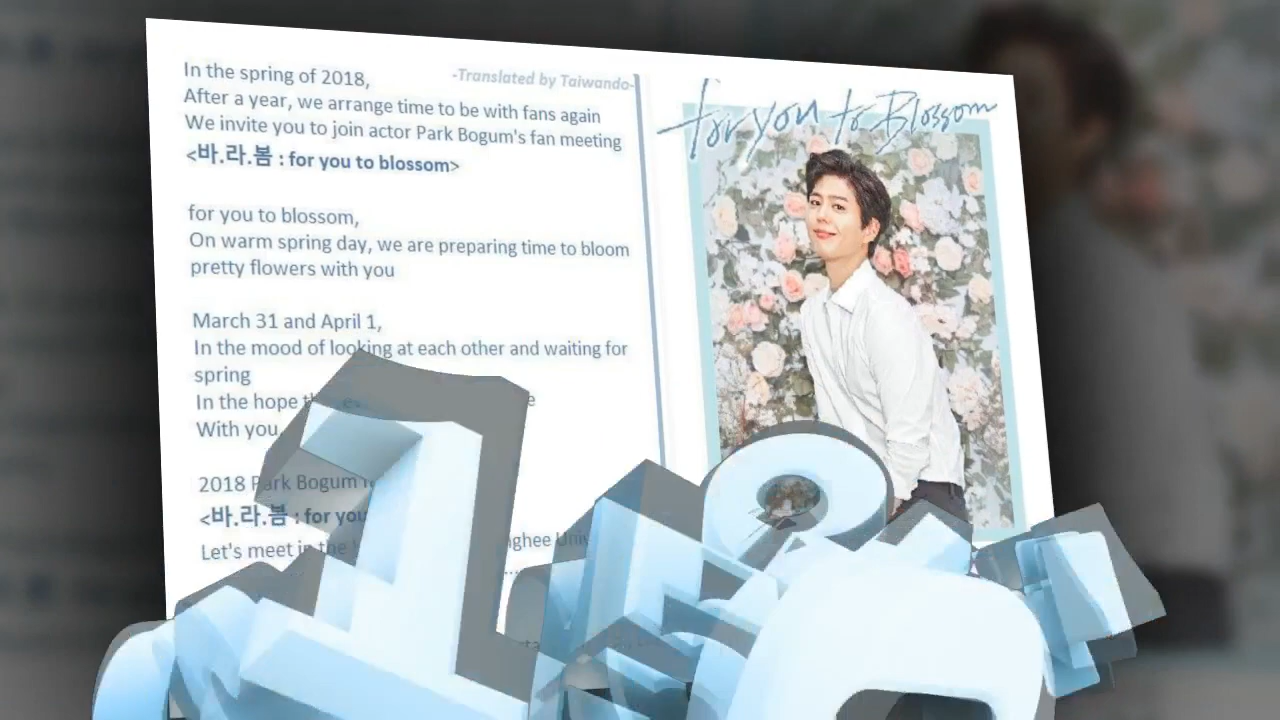 In the spring of 2018,
-Translated by Taiwando-
After a year, we arrange time to be with fans again
We invite you to join actor Park Bogum's fan meeting
<바.라.봄 : for you to blossom>
for you to blossom,
On warm spring day, we are preparing time to bloom
pretty flowers with you
March 31 and April 1,
In the mood of looking at each other and waiting for
spring
In the hope
With you
2018 Park Bogum
<바.라.봄 : for you
Let's meet in the
for you to Blossom